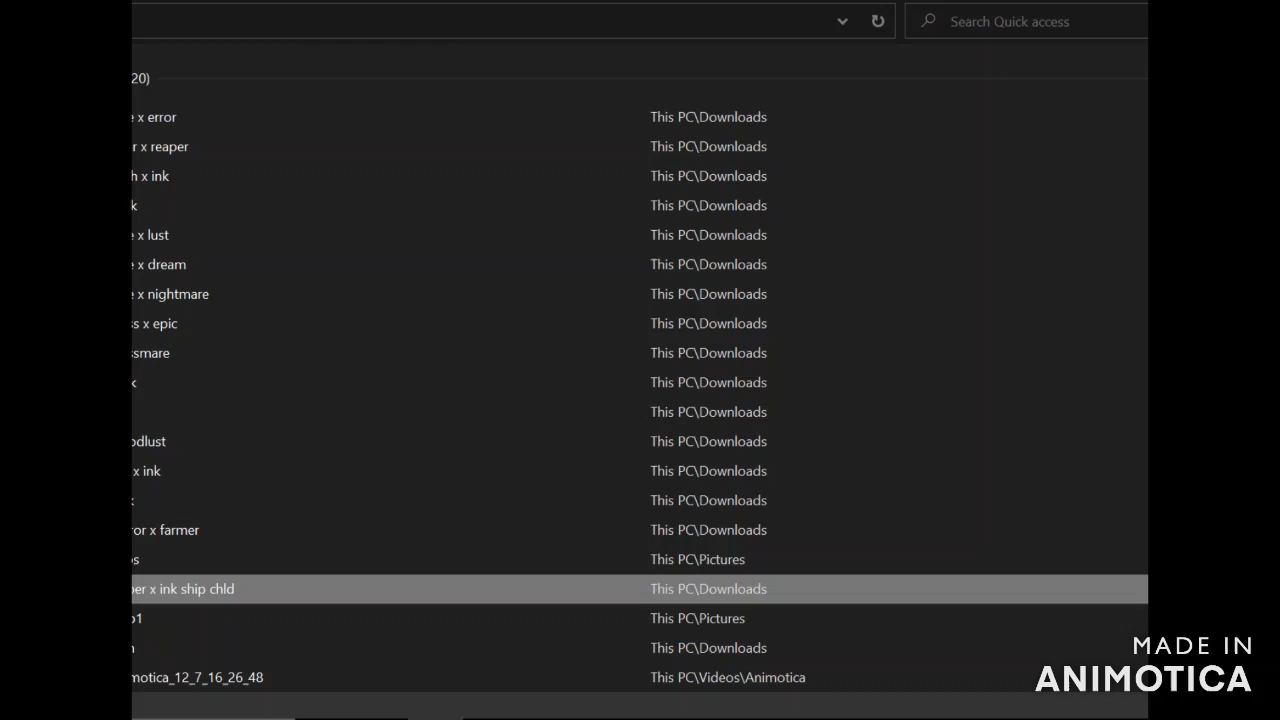 Search Quick access
20)
e x error This PC\Downloads
r x reaper This PC\Downloads
h x ink This PC\Downloads
k This PC\Downloads
e x lust This PC\Downloads
e x dream This PC\Downloads
e x nightmare This PC\Downloads
ss x epic This PC\Downloads
ssmare This PC\Downloads
k This PC\Downloads
This PC\Downloads
odlust This PC\Downloads
x ink This PC\Downloads
k This PC\Downloads
ror x farmer This PC\Downloads
os This PC\Pictures
per x ink ship chld This PC\Downloads
o1 This PC\Pictures
n This PC\Downloads
motica_12_7_16_26_48 This PC\Videos\Animotica
MADE IN
ANIMOTICA